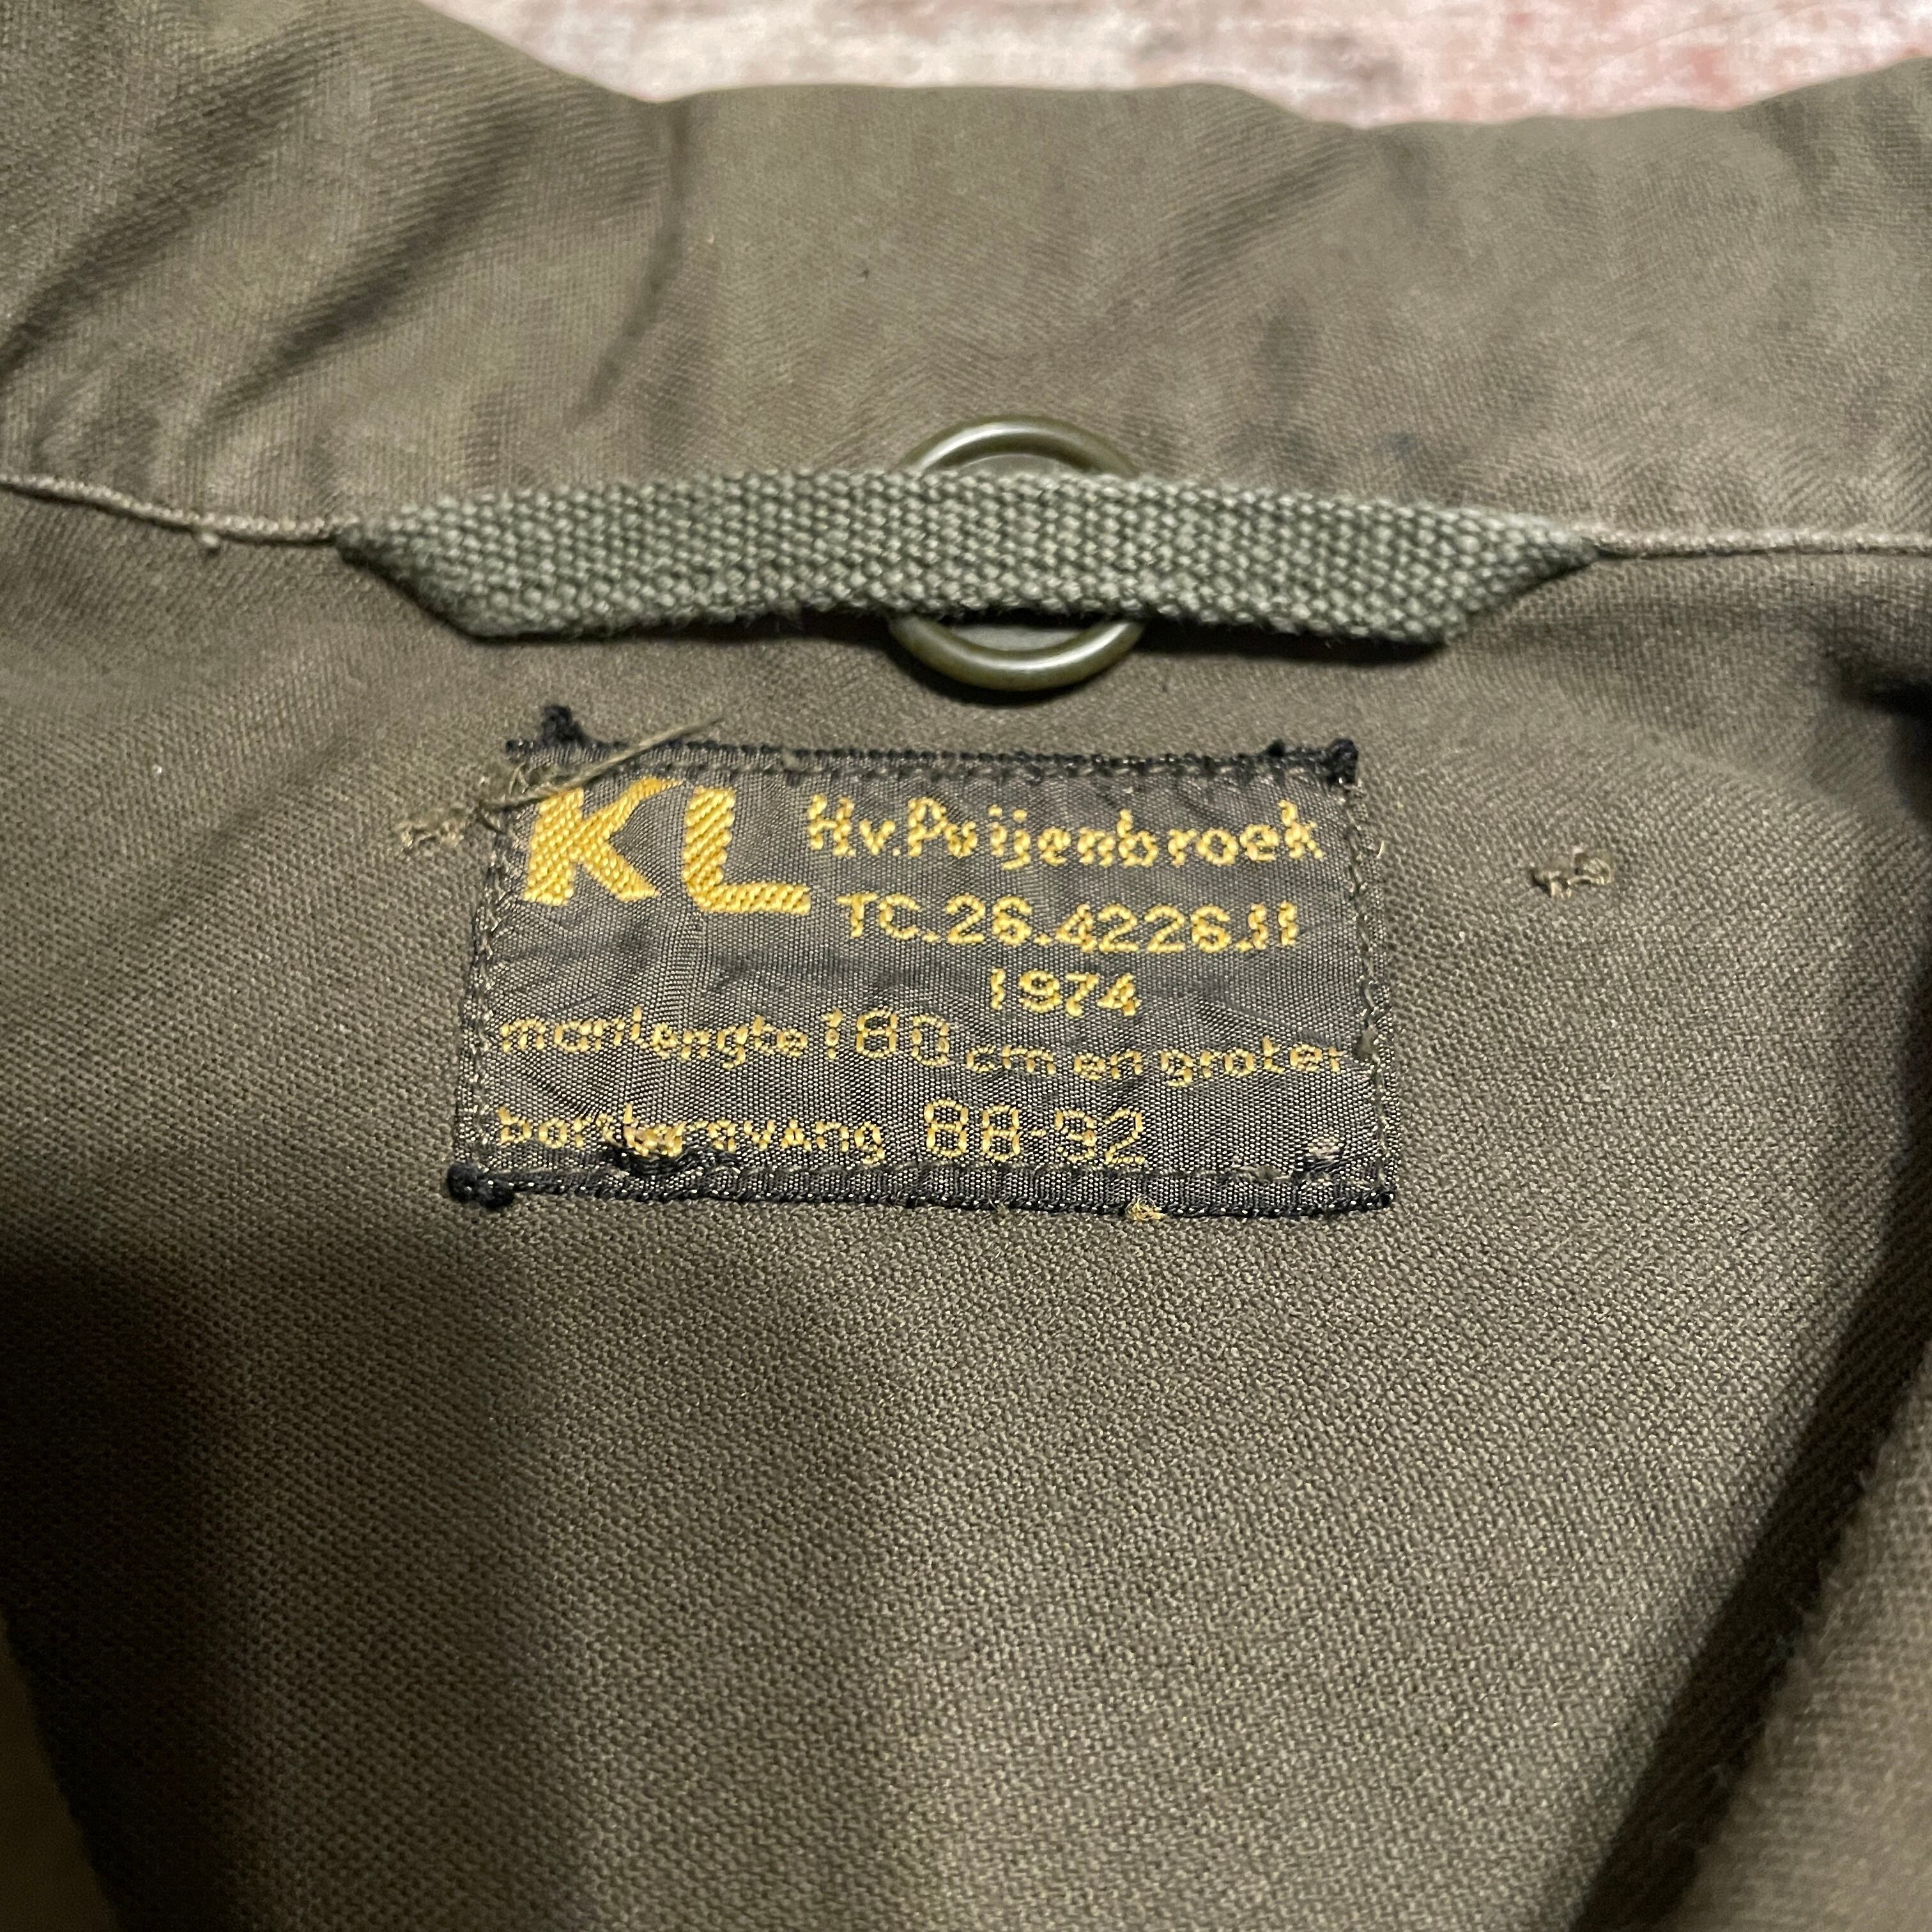 KL H.v.Puijenbroek
TC.26.4226.11
1974
manlengte 180 cm en groter
borstomvang 88-92